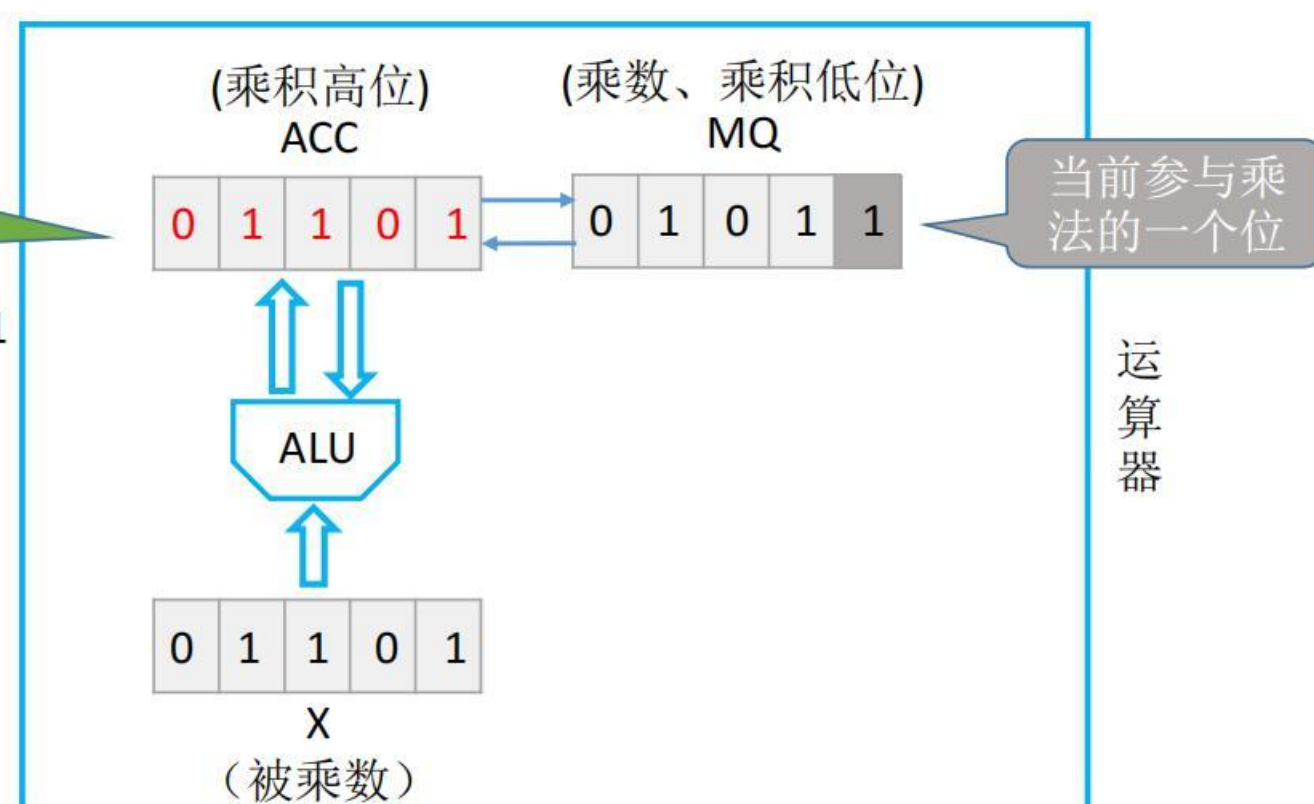 (乘积高位)
ACC
(乘数、乘积低位)
MQ
0 1 1 0 1
0 1 0 1 1
当前参与乘
法的一个位
1
运
算
器
ALU
0 1 1 0 1
X
（被乘数）